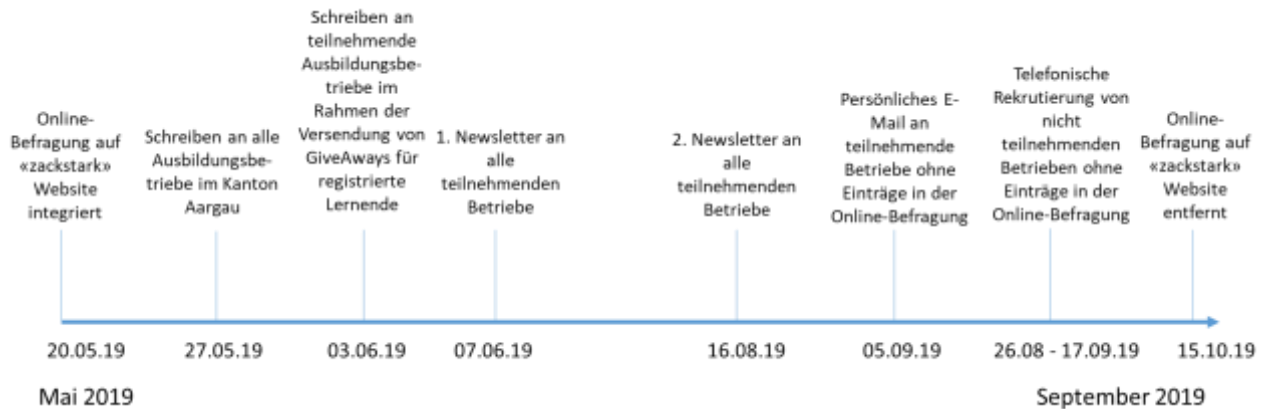 Online-
Befragung auf
«zackstark»
Website
integriert
Schreiben an alle
Ausbildungsbe-
triebe im Kanton
Aargau
Schreiben an
teilnehmende
Ausbildungsbe-
triebe im
Rahmen der
Versendung von
GiveAways für
registrierte
Lernende
1. Newsletter an
alle
teilnehmenden
Betriebe
2. Newsletter an
alle
teilnehmenden
Betriebe
Persönliches E-
Mail an
teilnehmende
Betriebe ohne
Einträge in der
Online-Befragung
Telefonische
Rekrutierung von
nicht
teilnehmenden
Betrieben ohne
Einträge in der
Online-Befragung
Online-
Befragung auf
«zackstark»
Website
entfernt
20.05.19
27.05.19
03.06.19
07.06.19
16.08.19
05.09.19
26.08 - 17.09.19
15.10.19
Mai 2019
September 2019